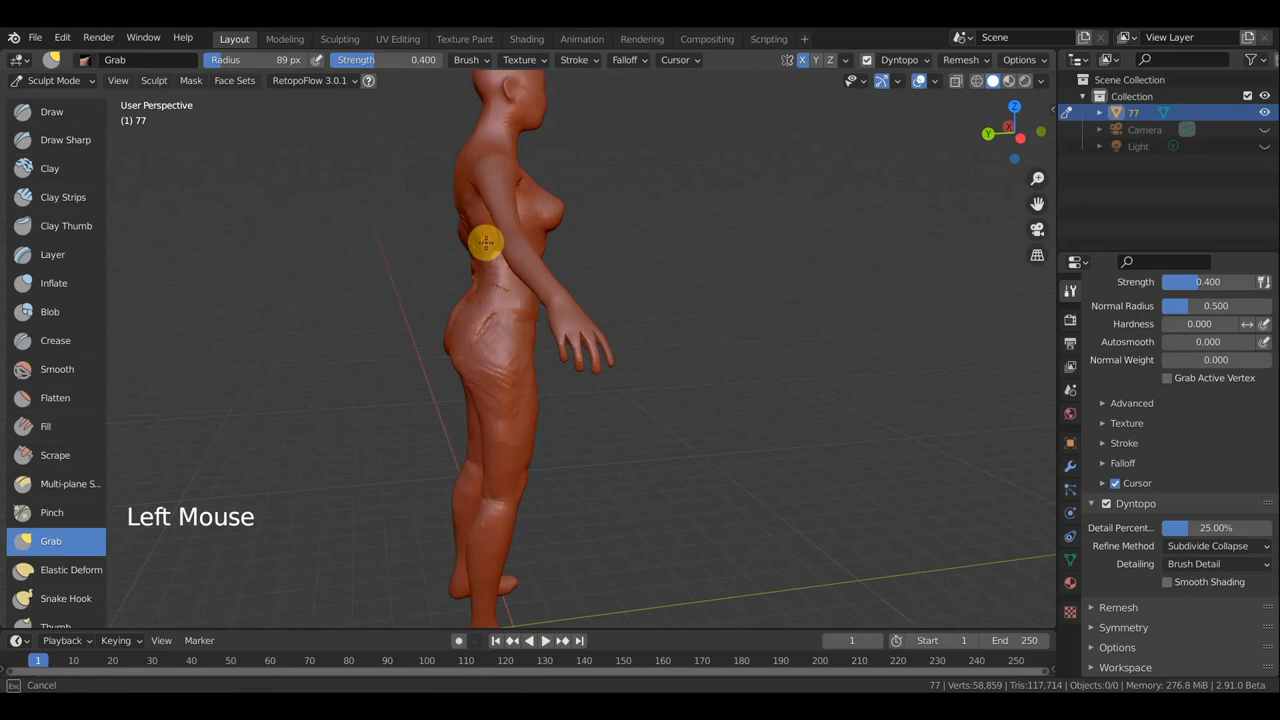 File Edit Render Window Help Layout Modeling Sculpting UV Editing Texture Paint Shading Animation Rendering Compositing Scripting + Scene View Layer
Grab Radius 89 px Strength 0.400 Brush Texture Stroke Falloff Cursor X Y Z Dyntopo Remesh Options
Sculpt Mode View Sculpt Mask Face Sets RetopoFlow 3.0.1
Scene Collection
Collection
77
Camera
Light
User Perspective
(1) 77
Z
Y
X
Draw
Draw Sharp
Clay
Clay Strips
Clay Thumb
Layer
Inflate
Blob
Crease
Smooth
Flatten
Fill
Scrape
Multi-plane S...
Pinch
Grab
Elastic Deform
Snake Hook
Thumb
Left Mouse
Strength 0.400
Normal Radius 0.500
Hardness 0.000
Autosmooth 0.000
Normal Weight 0.000
Grab Active Vertex
Advanced
Texture
Stroke
Falloff
Cursor
Dyntopo
Detail Percent... 25.00%
Refine Method Subdivide Collapse
Detailing Brush Detail
Smooth Shading
Remesh
Symmetry
Options
Workspace
Playback Keying View Marker 1 Start 1 End 250
1 10 20 30 40 50 60 70 80 90 100 110 120 130 140 150 160 170 180 190 200 210 220 230 240 250
Esc Cancel 77 | Verts:58,859 | Tris:117,714 | Objects:0/0 | Memory: 276.8 MiB | 2.91.0 Beta